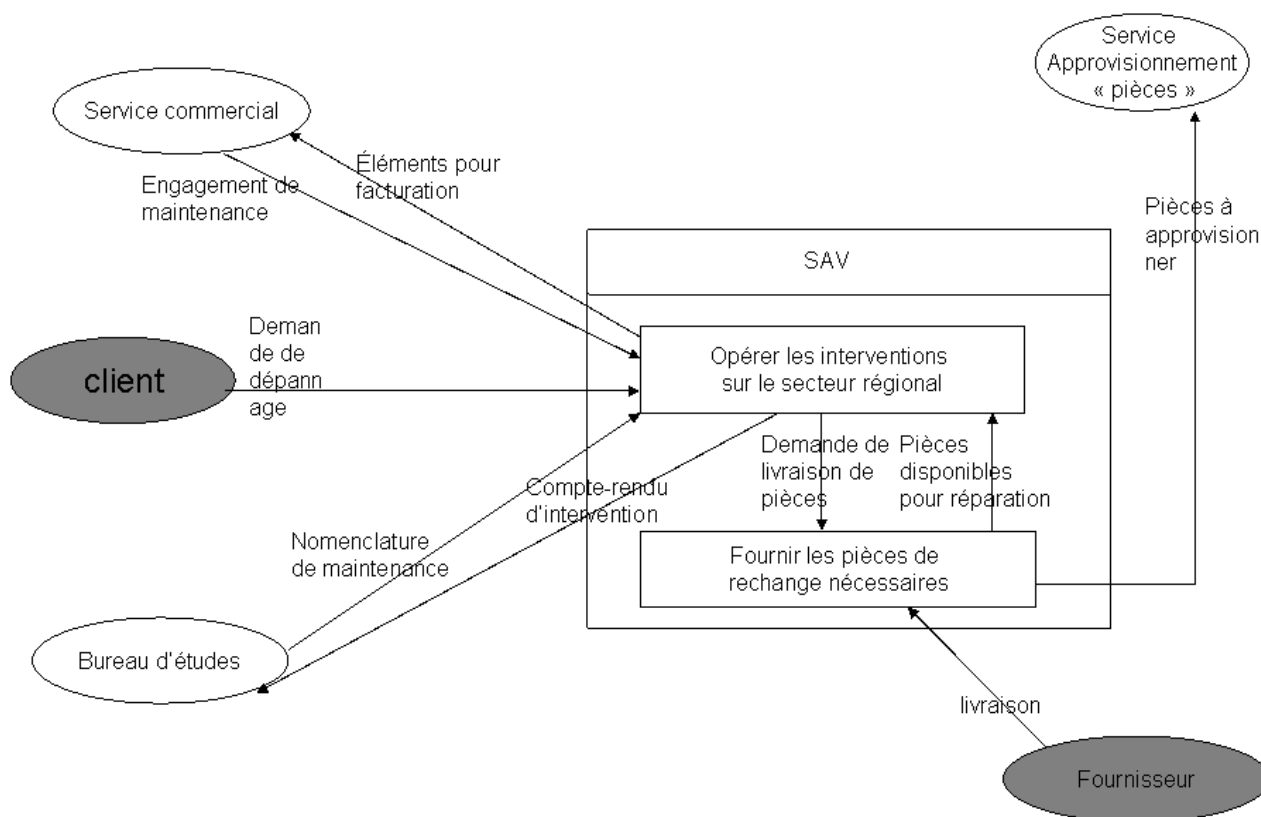 Service
Approvisionnement
« pièces »
Service commercial
Éléments pour
facturation
Engagement de
maintenance
Pièces à
approvision
ner
SAV
Deman
de de
dépann
age
client
Opérer les interventions
sur le secteur régional
Demande de
livraison de
pièces
Pièces
disponibles
pour réparation
Compte-rendu
d'intervention
Nomenclature
de maintenance
Fournir les pièces de
rechange nécessaires
Bureau d'études
livraison
Fournisseur